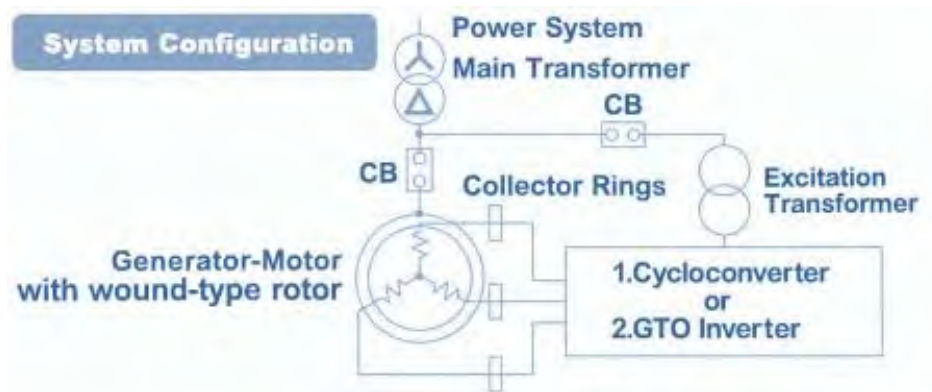 System Configuration
Power System
Main Transformer
CB
CB
Collector Rings
Excitation
Transformer
Generator-Motor
with wound-type rotor
1.Cycloconverter
or
2.GTO Inverter